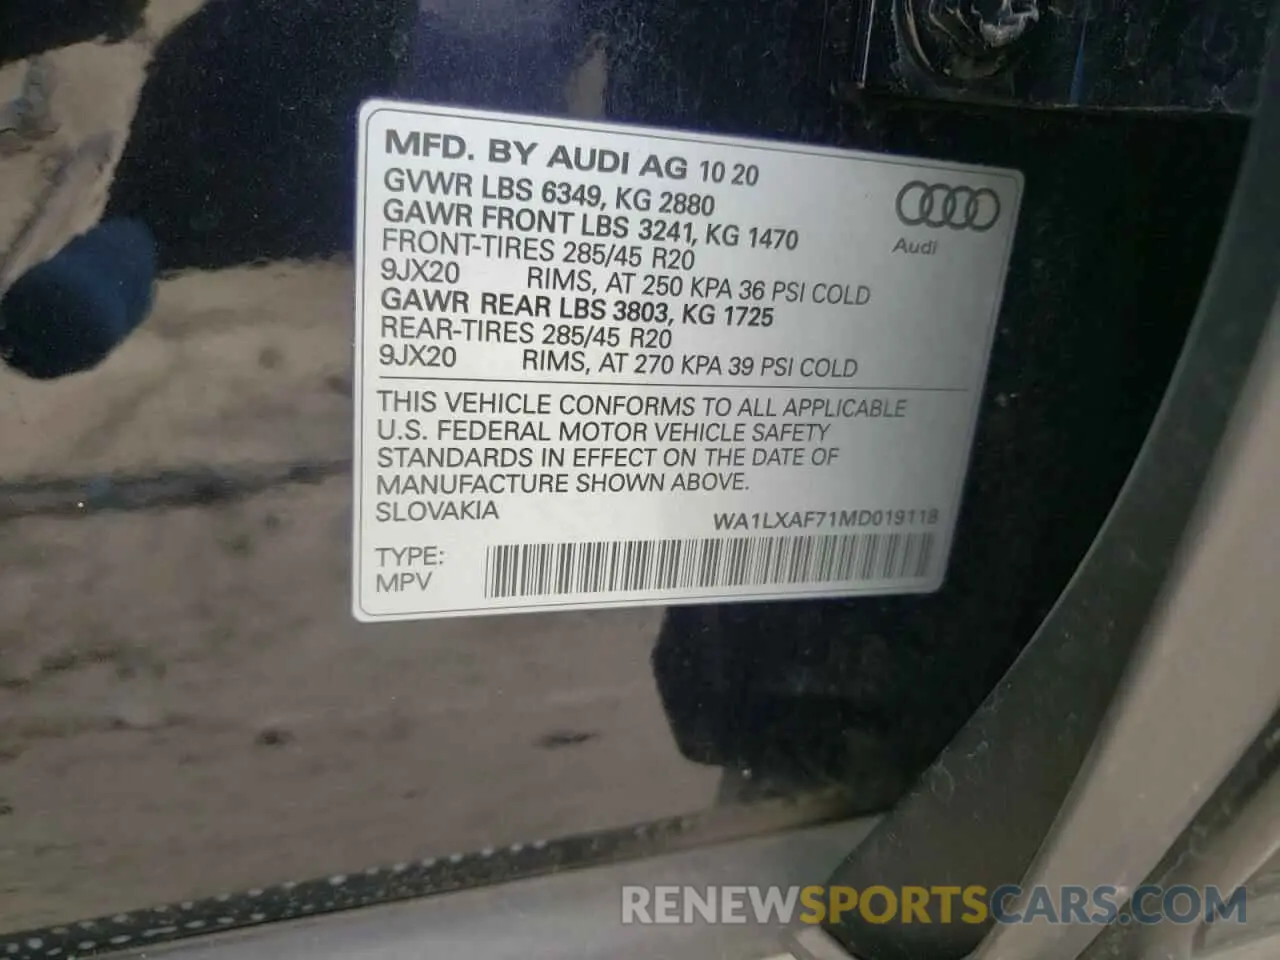 MFD. BY AUDI AG 10 20
GVWR LBS 6349, KG 2880
GAWR FRONT LBS 3241, KG 1470
FRONT-TIRES 285/45 R20
9JX20 RIMS, AT 250 KPA 36 PSI COLD
GAWR REAR LBS 3803, KG 1725
REAR-TIRES 285/45 R20
9JX20 RIMS, AT 270 KPA 39 PSI COLD
Audi
THIS VEHICLE CONFORMS TO ALL APPLICABLE
U.S. FEDERAL MOTOR VEHICLE SAFETY
STANDARDS IN EFFECT ON THE DATE OF
MANUFACTURE SHOWN ABOVE.
SLOVAKIA WA1LXAF71MD019118
TYPE:
MPV
RENEWSPORTSCARS.COM